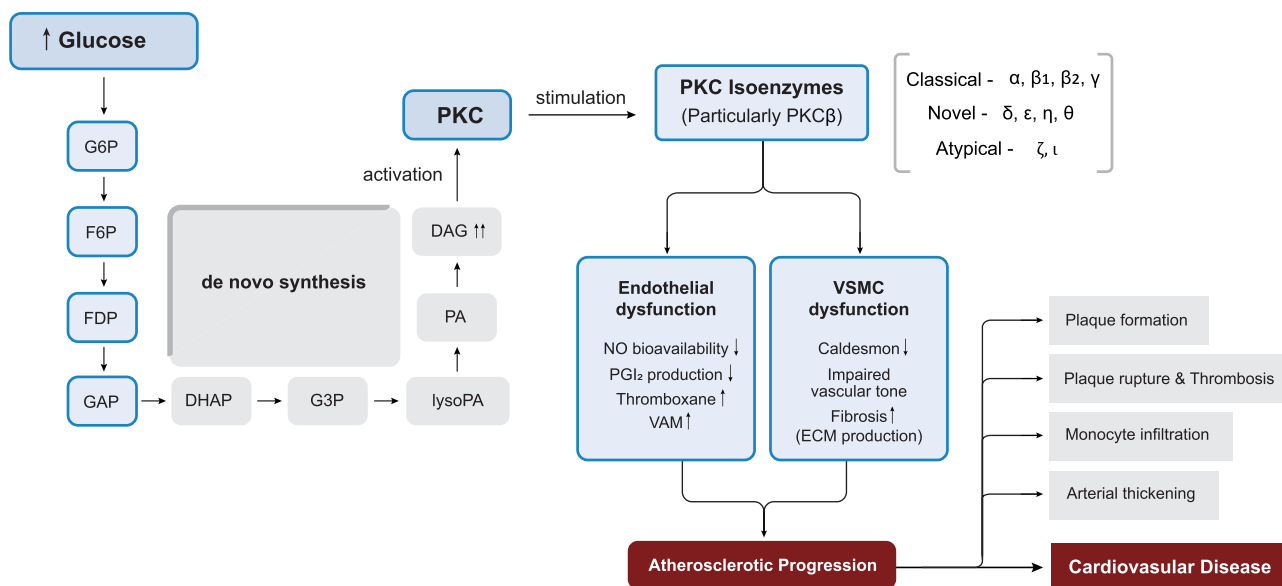 ↑ Glucose
G6P
F6P
FDP
GAP
DHAP
G3P
lysoPA
PA
DAG ↑↑
de novo synthesis
activation
PKC
stimulation
PKC Isoenzymes
(Particularly PKCβ)
Classical - α, β1, β2, γ
Novel - δ, ε, η, θ
Atypical - ζ, ι
Endothelial
dysfunction
NO bioavailability ↓
PGI₂ production ↓
Thromboxane ↑
VAM ↑
VSMC
dysfunction
Caldesmon ↓
Impaired
vascular tone
Fibrosis ↑
(ECM production)
Atherosclerotic Progression
Plaque formation
Plaque rupture & Thrombosis
Monocyte infiltration
Arterial thickening
Cardiovascular Disease